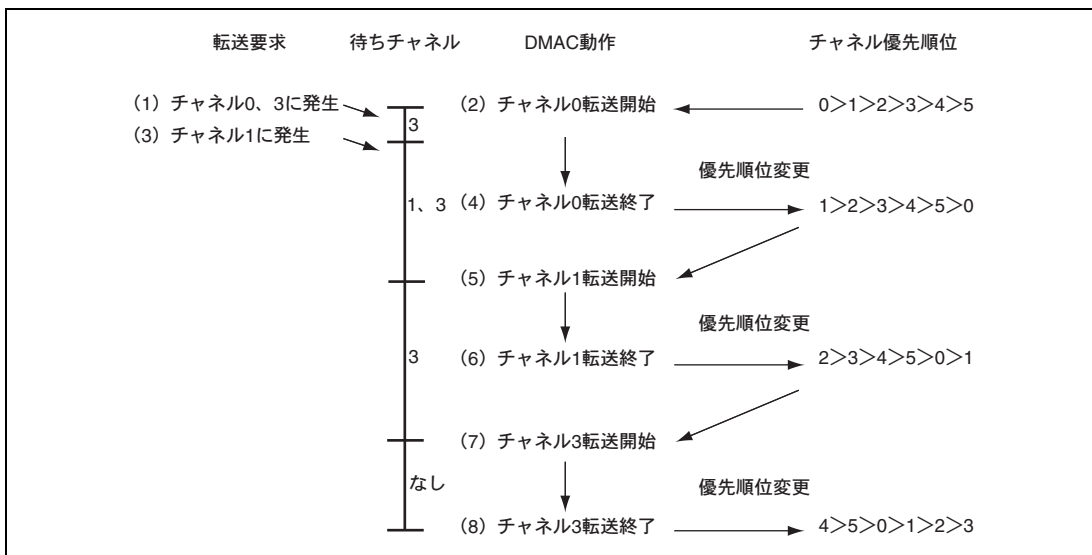 転送要求 待ちチャネル DMAC動作 チャネル優先順位
(1) チャネル0、3に発生 (2) チャネル0転送開始 0＞1＞2＞3＞4＞5
3
(3) チャネル1に発生
優先順位変更
1、3 (4) チャネル0転送終了 1＞2＞3＞4＞5＞0
(5) チャネル1転送開始
優先順位変更
3 (6) チャネル1転送終了 2＞3＞4＞5＞0＞1
(7) チャネル3転送開始
なし
優先順位変更
(8) チャネル3転送終了 4＞5＞0＞1＞2＞3